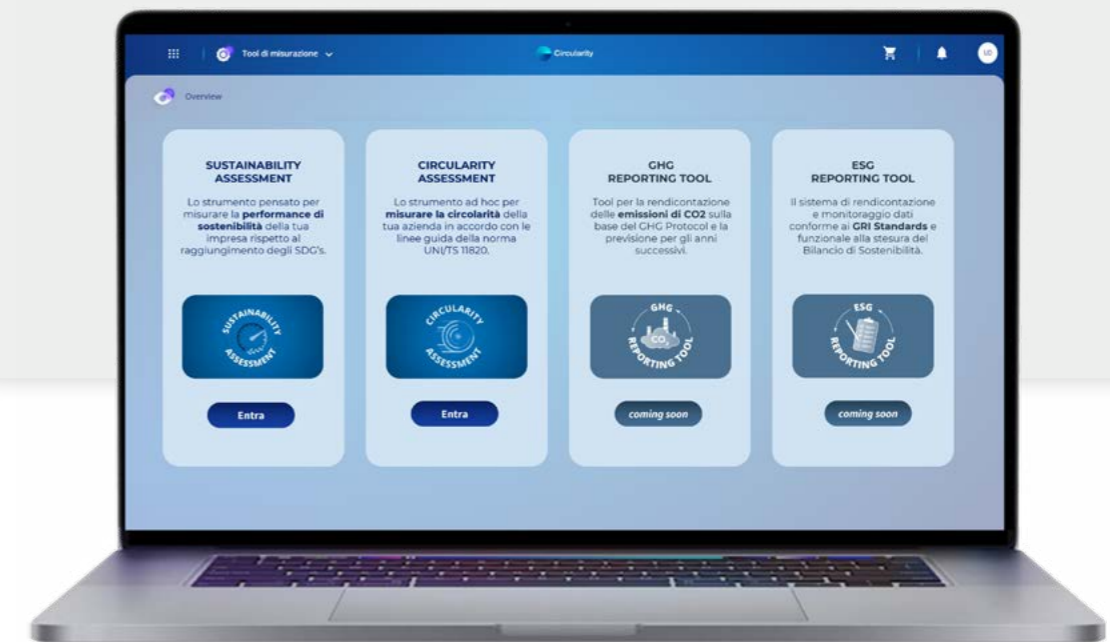 Tool di misurazione
Circularity
UD
Overview
SUSTAINABILITY
ASSESSMENT
Lo strumento pensato per
misurare la performance di
sostenibilità della tua
impresa rispetto al
raggiungimento degli SDG's.
SUSTAINABILITY
ASSESSMENT
Entra
CIRCULARITY
ASSESSMENT
Lo strumento ad hoc per
misurare la circolarità della
tua azienda in accordo con le
linee guida della norma
UNI/TS 11820.
CIRCULARITY
ASSESSMENT
Entra
GHG
REPORTING TOOL
Tool per la rendicontazione
delle emissioni di CO2 sulla
base del GHG Protocol e la
previsione per gli anni
successivi.
GHG
CO2
REPORTING TOOL
coming soon
ESG
REPORTING TOOL
Il sistema di rendicontazione
e monitoraggio dati
conforme ai GRI Standards e
funzionale alla stesura del
Bilancio di Sostenibilità.
ESG
REPORTING TOOL
coming soon